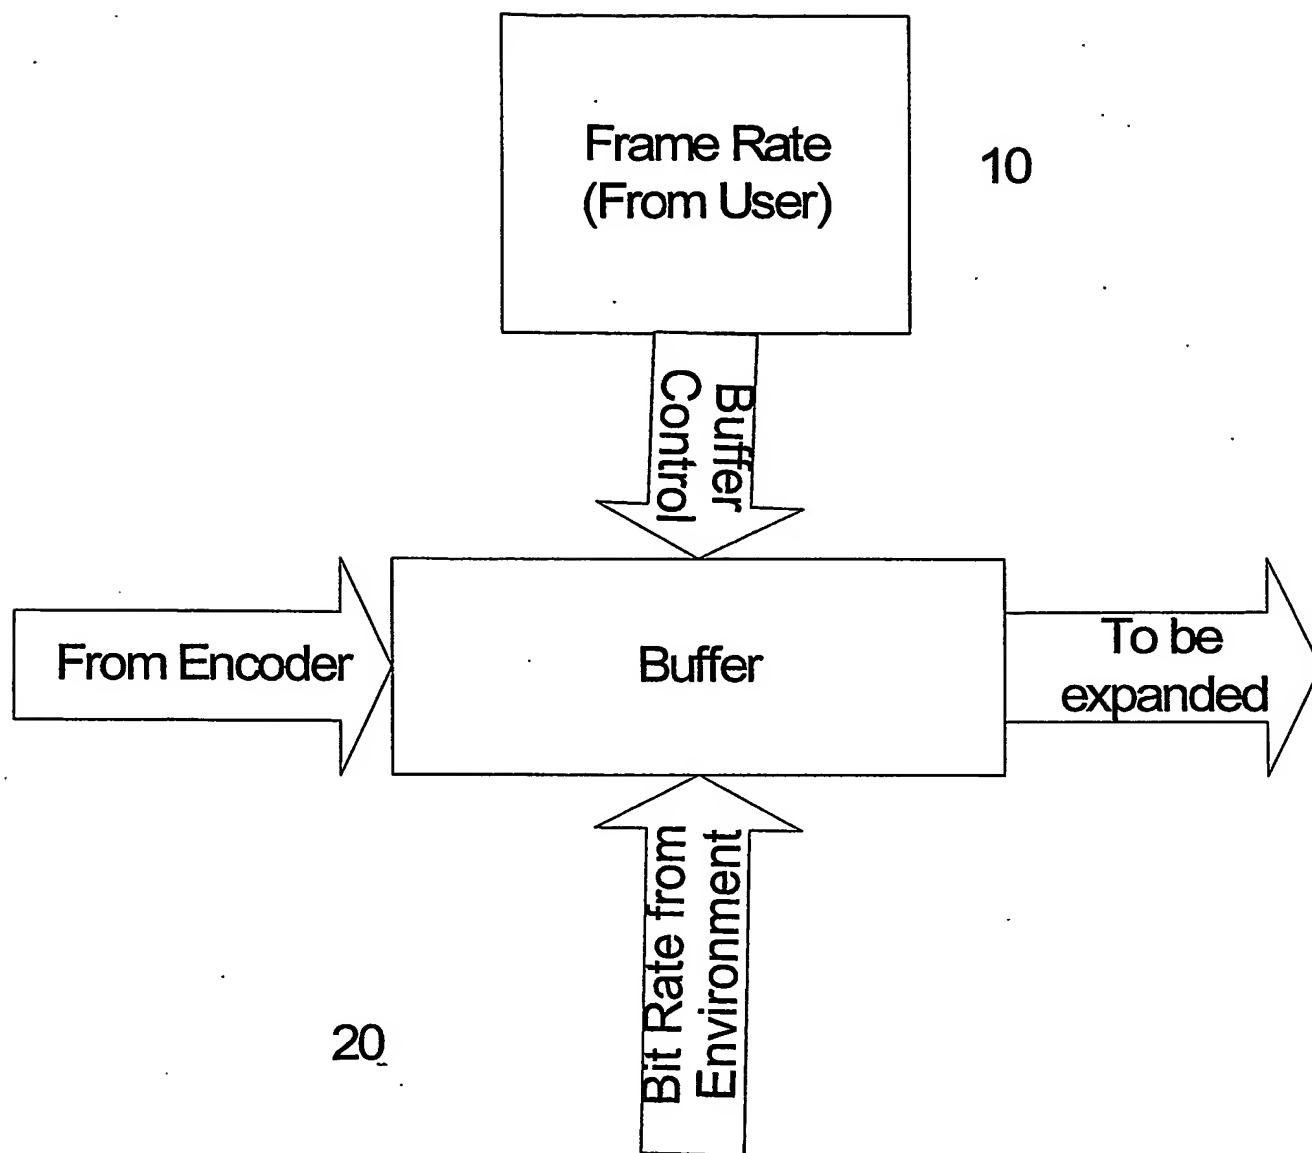 Frame Rate
(From User)
10
Buffer
Control
From Encoder
Buffer
To be
expanded
Bit Rate from
Environment
20